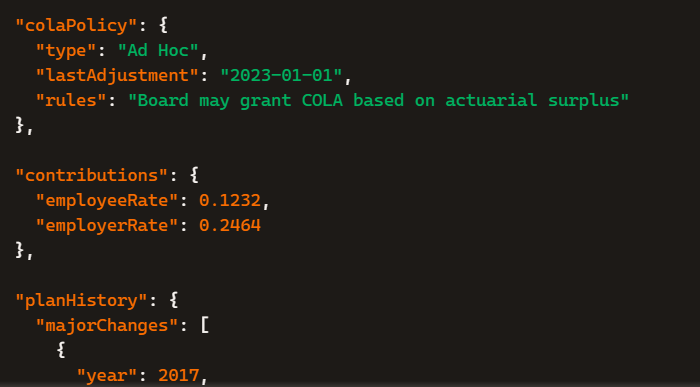 "colaPolicy": {
  "type": "Ad Hoc",
  "lastAdjustment": "2023-01-01",
  "rules": "Board may grant COLA based on actuarial surplus"
},
"contributions": {
  "employeeRate": 0.1232,
  "employerRate": 0.2464
},
"planHistory": {
  "majorChanges": [
    {
      "year": 2017,